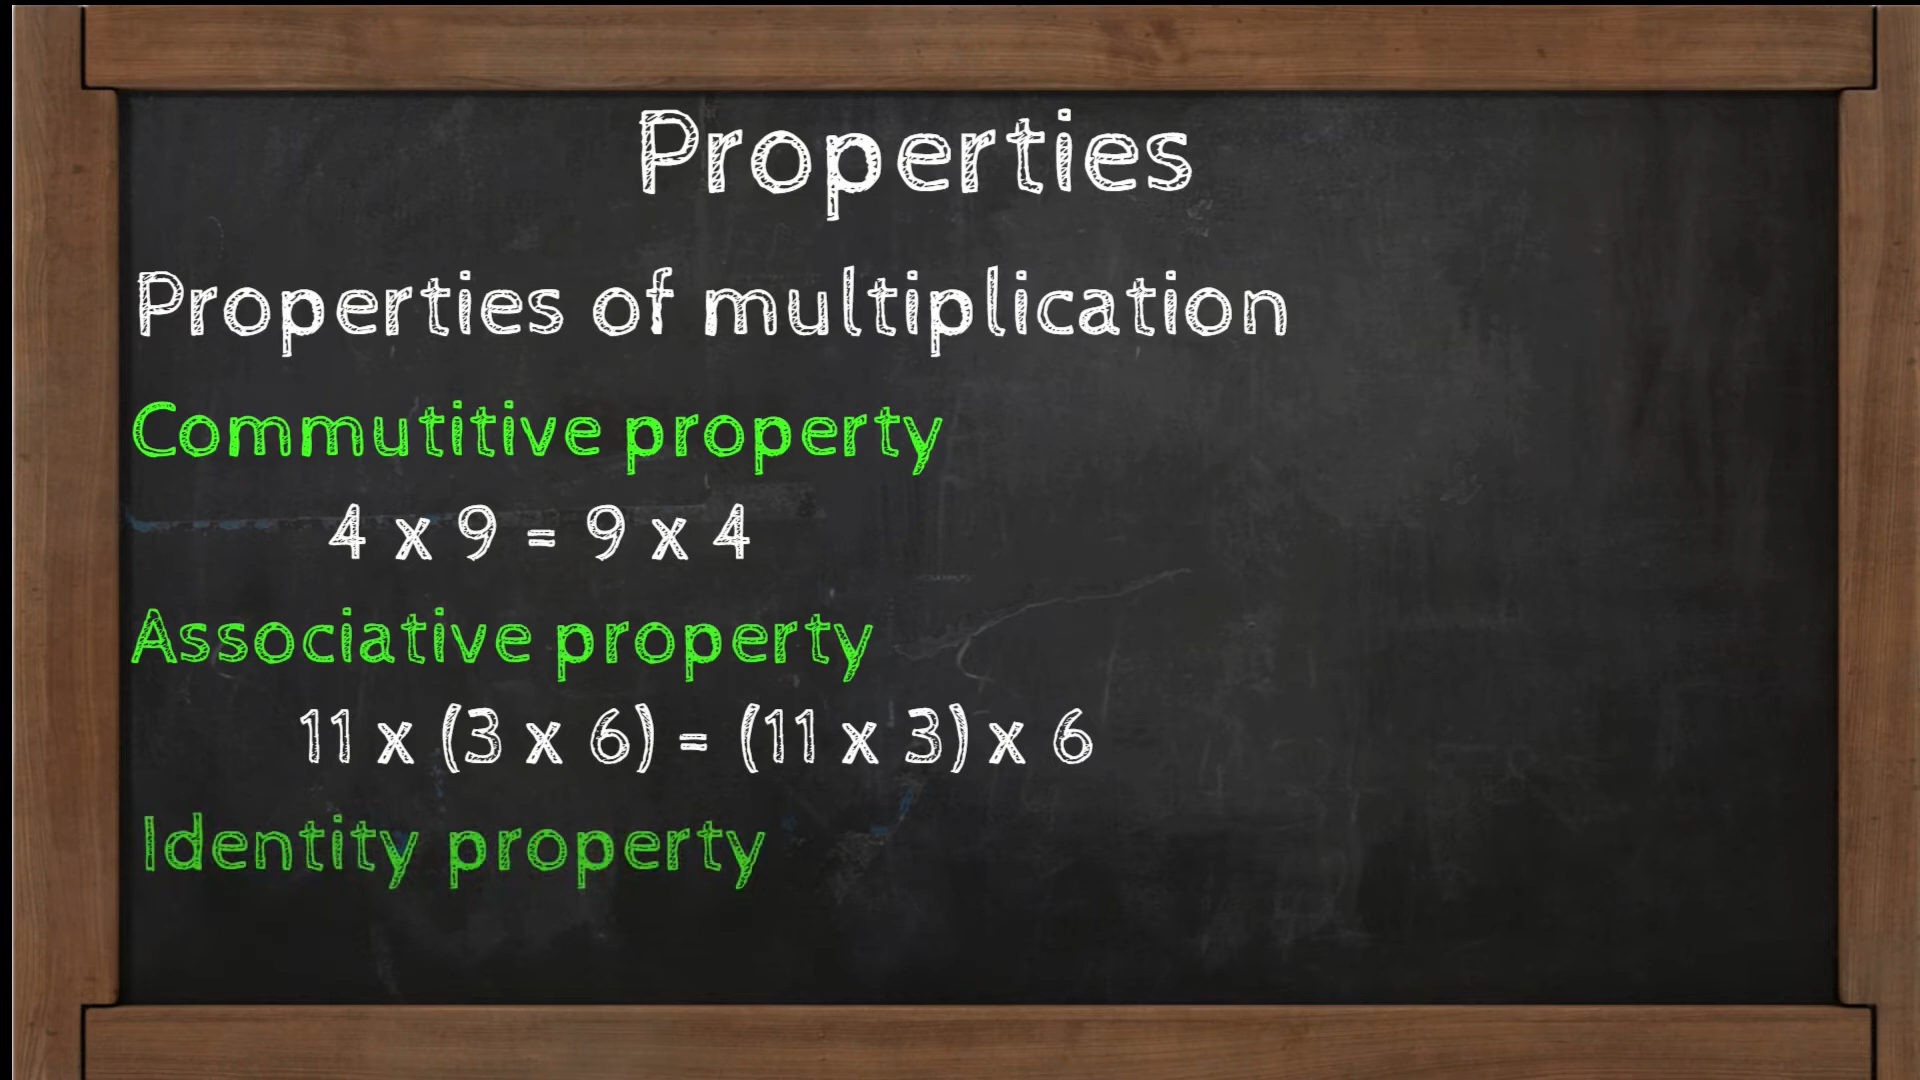 Properties
Properties of multiplication
Commutitive property
4 x 9 = 9 x 4
Associative property
11 x (3 x 6) = (11 x 3) x 6
Identity property